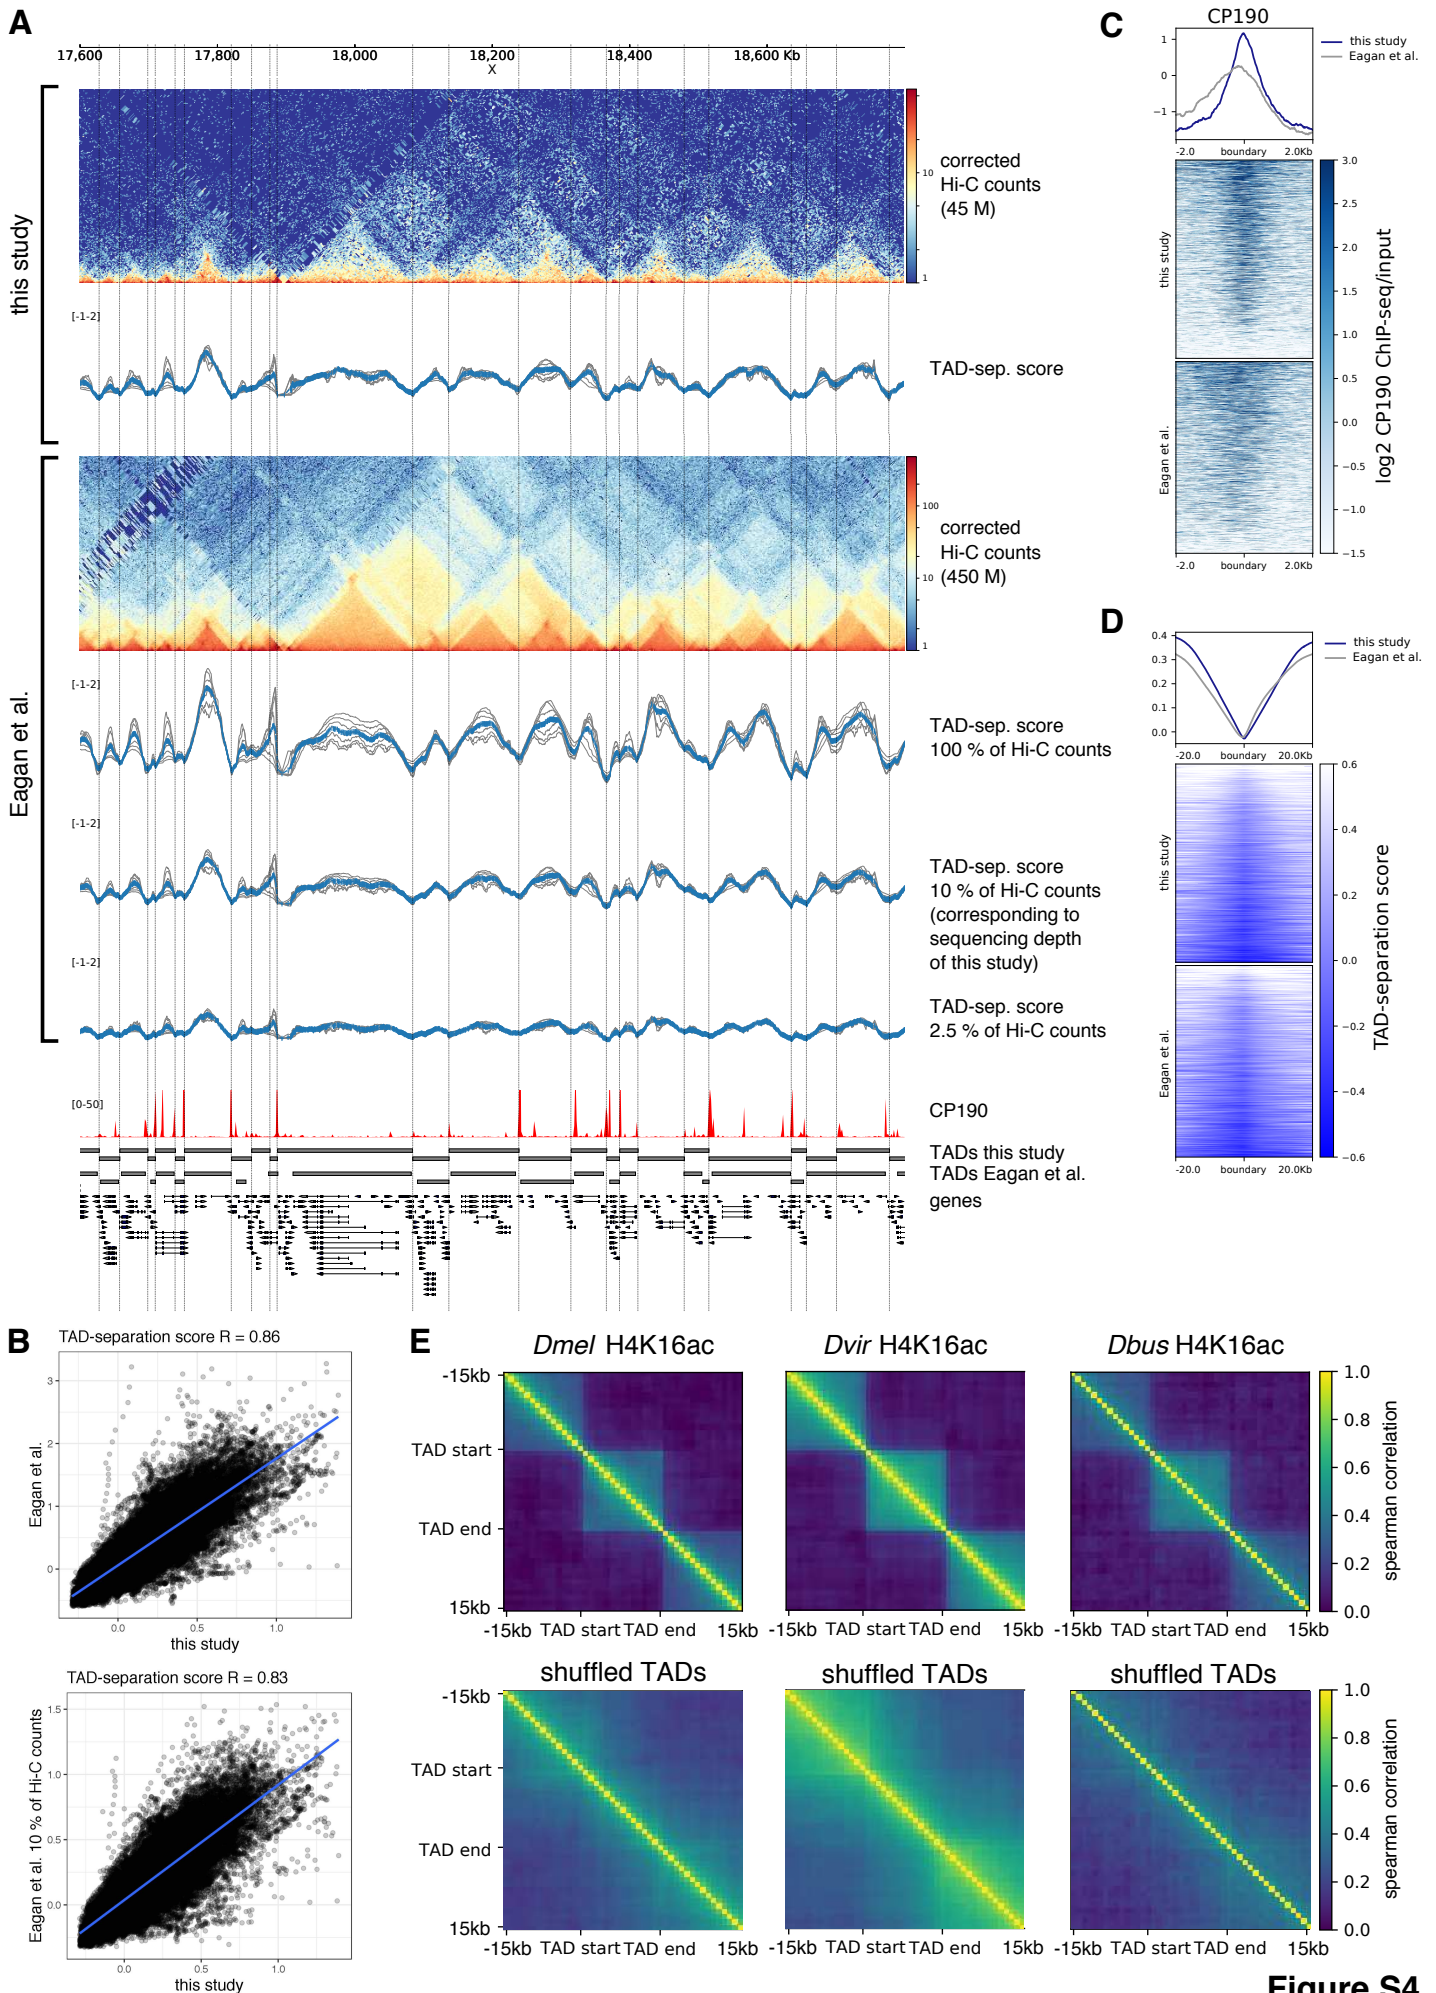 A
17,600 17,800 18,000 18,200 18,400 18,600 Kb
X
this study
corrected
Hi-C counts
(45 M)
10
1
[-1-2]
TAD-sep. score
Eagan et al.
corrected
Hi-C counts
(450 M)
100
10
1
[-1-2]
TAD-sep. score
100 % of Hi-C counts
[-1-2]
TAD-sep. score
10 % of Hi-C counts
(corresponding to
sequencing depth
of this study)
[-1-2]
TAD-sep. score
2.5 % of Hi-C counts
[0-50]
CP190
TADs this study
TADs Eagan et al.
genes
C
CP190
this study
Eagan et al.
1
0
−1
-2.0 boundary 2.0Kb
this study
Eagan et al.
-2.0 boundary 2.0Kb
3.0
2.5
2.0
1.5
1.0
0.5
0.0
−0.5
−1.0
−1.5
log2 CP190 ChIP-seq/input
D
this study
Eagan et al.
0.4
0.3
0.2
0.1
0.0
-20.0 boundary 20.0Kb
this study
Eagan et al.
-20.0 boundary 20.0Kb
0.6
0.4
0.2
0.0
−0.2
−0.4
−0.6
TAD-separation score
B
TAD-separation score R = 0.86
Eagan et al.
3
2
1
0
0.0 0.5 1.0
this study
TAD-separation score R = 0.83
Eagan et al. 10 % of Hi-C counts
1.5
1.0
0.5
0.0
0.0 0.5 1.0
this study
E
Dmel H4K16ac Dvir H4K16ac Dbus H4K16ac
-15kb
TAD start
TAD end
15kb
-15kb TAD start TAD end 15kb
-15kb TAD start TAD end 15kb
-15kb TAD start TAD end 15kb
1.0
0.8
0.6
0.4
0.2
0.0
spearman correlation
shuffled TADs shuffled TADs shuffled TADs
-15kb
TAD start
TAD end
15kb
-15kb TAD start TAD end 15kb
-15kb TAD start TAD end 15kb
-15kb TAD start TAD end 15kb
1.0
0.8
0.6
0.4
0.2
0.0
spearman correlation
Figure S4